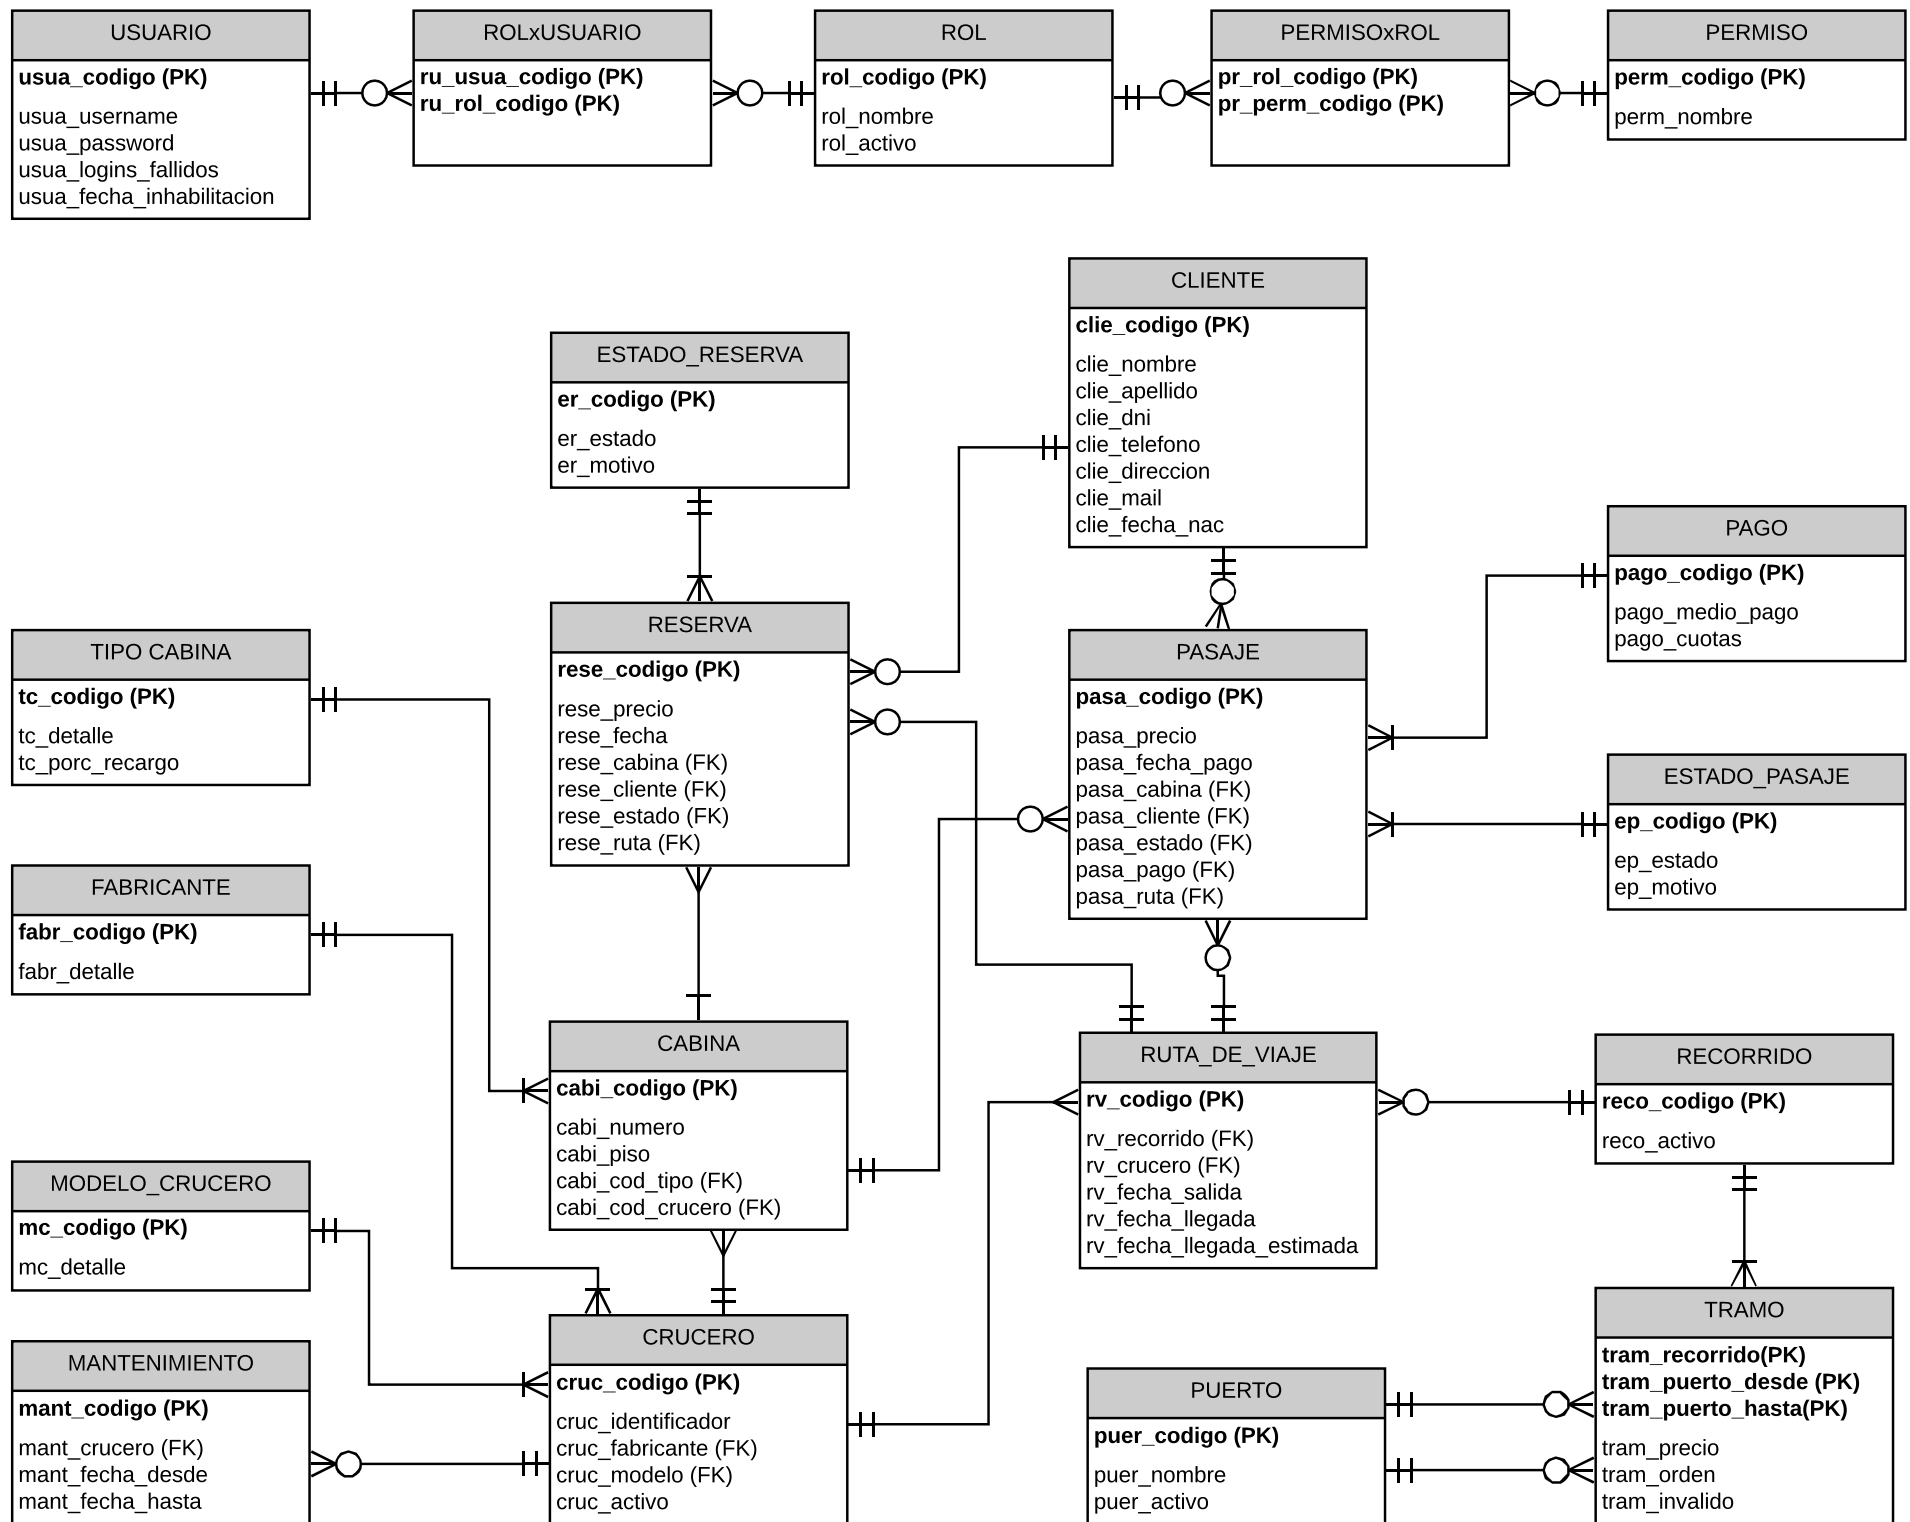 USUARIO
usua_codigo (PK)
usua_username
usua_password
usua_logins_fallidos
usua_fecha_inhabilitacion
ROLxUSUARIO
ru_usua_codigo (PK)
ru_rol_codigo (PK)
ROL
rol_codigo (PK)
rol_nombre
rol_activo
PERMISOxROL
pr_rol_codigo (PK)
pr_perm_codigo (PK)
PERMISO
perm_codigo (PK)
perm_nombre
CLIENTE
clie_codigo (PK)
clie_nombre
clie_apellido
clie_dni
clie_telefono
clie_direccion
clie_mail
clie_fecha_nac
ESTADO_RESERVA
er_codigo (PK)
er_estado
er_motivo
PAGO
pago_codigo (PK)
pago_medio_pago
pago_cuotas
RESERVA
rese_codigo (PK)
rese_precio
rese_fecha
rese_cabina (FK)
rese_cliente (FK)
rese_estado (FK)
rese_ruta (FK)
TIPO CABINA
tc_codigo (PK)
tc_detalle
tc_porc_recargo
PASAJE
pasa_codigo (PK)
pasa_precio
pasa_fecha_pago
pasa_cabina (FK)
pasa_cliente (FK)
pasa_estado (FK)
pasa_pago (FK)
pasa_ruta (FK)
ESTADO_PASAJE
ep_codigo (PK)
ep_estado
ep_motivo
FABRICANTE
fabr_codigo (PK)
fabr_detalle
CABINA
cabi_codigo (PK)
cabi_numero
cabi_piso
cabi_cod_tipo (FK)
cabi_cod_crucero (FK)
RUTA_DE_VIAJE
rv_codigo (PK)
rv_recorrido (FK)
rv_crucero (FK)
rv_fecha_salida
rv_fecha_llegada
rv_fecha_llegada_estimada
RECORRIDO
reco_codigo (PK)
reco_activo
MODELO_CRUCERO
mc_codigo (PK)
mc_detalle
MANTENIMIENTO
mant_codigo (PK)
mant_crucero (FK)
mant_fecha_desde
mant_fecha_hasta
CRUCERO
cruc_codigo (PK)
cruc_identificador
cruc_fabricante (FK)
cruc_modelo (FK)
cruc_activo
PUERTO
puer_codigo (PK)
puer_nombre
puer_activo
TRAMO
tram_recorrido(PK)
tram_puerto_desde (PK)
tram_puerto_hasta(PK)
tram_precio
tram_orden
tram_invalido